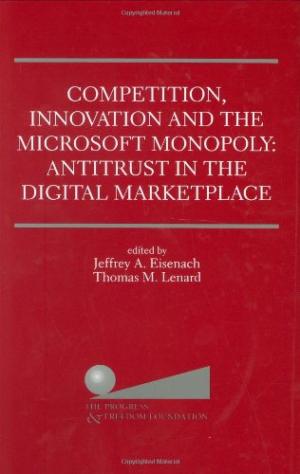 COMPETITION,
INNOVATION AND THE
MICROSOFT MONOPOLY:
ANTITRUST IN THE
DIGITAL MARKETPLACE
edited by
Jeffrey A. Eisenach
Thomas M. Lenard
THE PROGRESS
& FREEDOM FOUNDATION